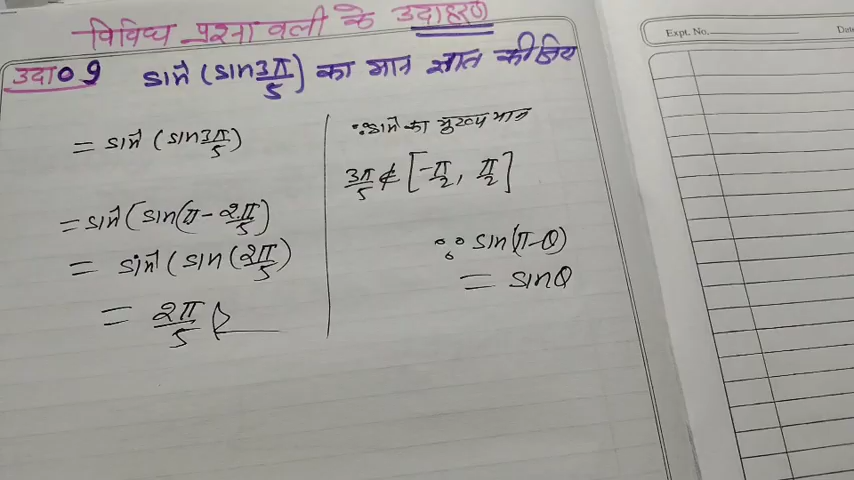 विविध प्रश्नावली के उदाहरण
उदा० 9 sin⁻¹(sin 3π/5) का मान ज्ञात कीजिए
= sin⁻¹(sin 3π/5)
= sin⁻¹(sin(π - 2π/5)
= sin⁻¹(sin(2π/5)
= 2π/5
∵ sin⁻¹ का मुख्य मान
3π/5 ∉ [-π/2, π/2]
∵ sin(π-θ)
= sinθ
Expt. No.
Date